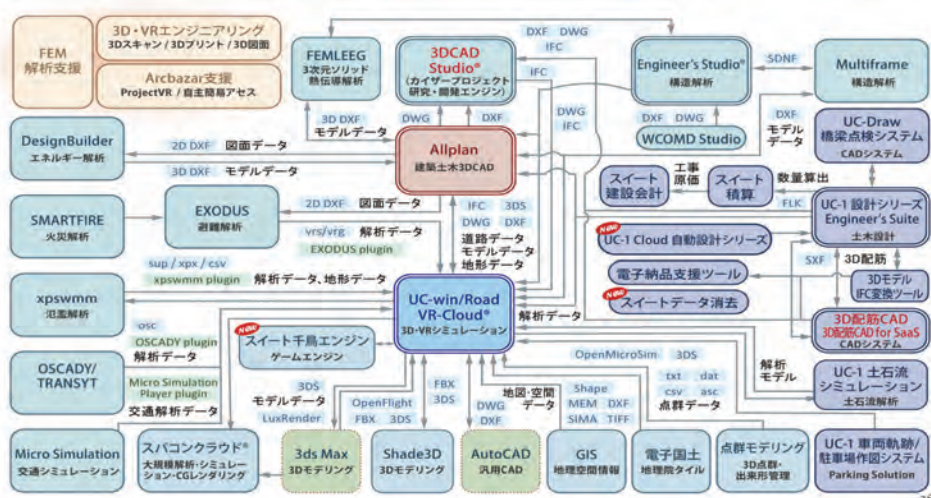 FEM
解析支援
3D・VRエンジニアリング
3Dスキャン / 3Dプリント / 3D図面
Arcbazar支援
ProjectVR / 自主簡易アセス
FEMLEEG
3次元ソリッド
熱伝導解析
3DCAD
Studio®
(カイザープロジェクト
研究・開発エンジン)
DXF DWG
IFC
IFC
DWG
IFC
Engineer's Studio®
構造解析
SDNF
Multiframe
構造解析
DXF DWG
WCOMD Studio
DXF
モデル
データ
UC-Draw
橋梁点検システム
CADシステム
3D DXF
モデルデータ
DWG
DXF
Allplan
建築土木3DCAD
DesignBuilder
エネルギー解析
2D DXF 図面データ
3D DXF モデルデータ
スイート
建設会計
工事
原価
スイート
積算
数量算出
FLK
UC-1 設計シリーズ
Engineer's Suite
土木設計
SMARTFIRE
火災解析
EXODUS
避難解析
2D DXF 図面データ
vrs/vrg 解析データ
EXODUS plugin
IFC 3DS
DWG DXF
道路データ
モデルデータ
地形データ
New
UC-1 Cloud 自動設計シリーズ
SXF
3D配筋
電子納品支援ツール
3Dモデル
IFC変換ツール
New
スイートデータ消去
xpswmm
氾濫解析
sup / xpx / csv
xpswmm plugin 解析データ、地形データ
UC-win/Road
VR-Cloud®
3D・VRシミュレーション
解析データ
3D配筋CAD
3D配筋CAD for SaaS
CADシステム
OSCADY/
TRANSYT
osc
OSCADY plugin
解析データ
Micro Simulation
Player plugin
交通解析データ
New
スイート千鳥エンジン
ゲームエンジン
OpenMicroSim 3DS
解析
モデル
UC-1 土石流
シミュレーション
土石流解析
3DS
モデルデータ
LuxRender
OpenFlight
FBX 3DS
FBX
3DS
DWG
DXF
地図・空間
データ
Shape
MEM DXF
SIMA TIFF
txt dat
csv asc
点群データ
Micro Simulation
交通シミュレーション
スパコンクラウド®
大規模解析・シミュレー
ション・CGレンダリング
3ds Max
3Dモデリング
Shade3D
3Dモデリング
AutoCAD
汎用CAD
GIS
地理空間情報
電子国土
地理院タイル
点群モデリング
3D点群・
出来形管理
UC-1 車両軌跡/
駐車場作図システム
Parking Solution